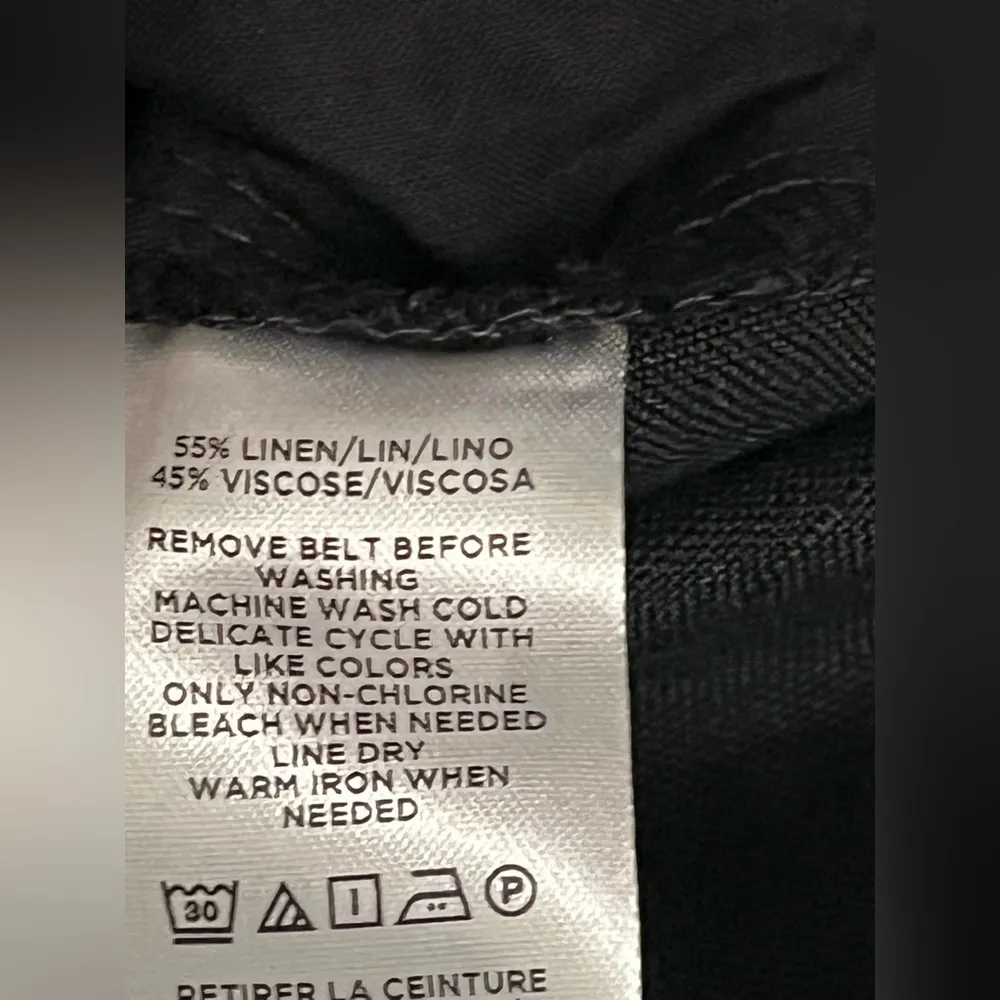 55% LINEN/LIN/LINO
45% VISCOSE/VISCOSA
REMOVE BELT BEFORE
WASHING
MACHINE WASH COLD
DELICATE CYCLE WITH
LIKE COLORS
ONLY NON-CHLORINE
BLEACH WHEN NEEDED
LINE DRY
WARM IRON WHEN
NEEDED
30 P
RETIRER LA CEINTURE